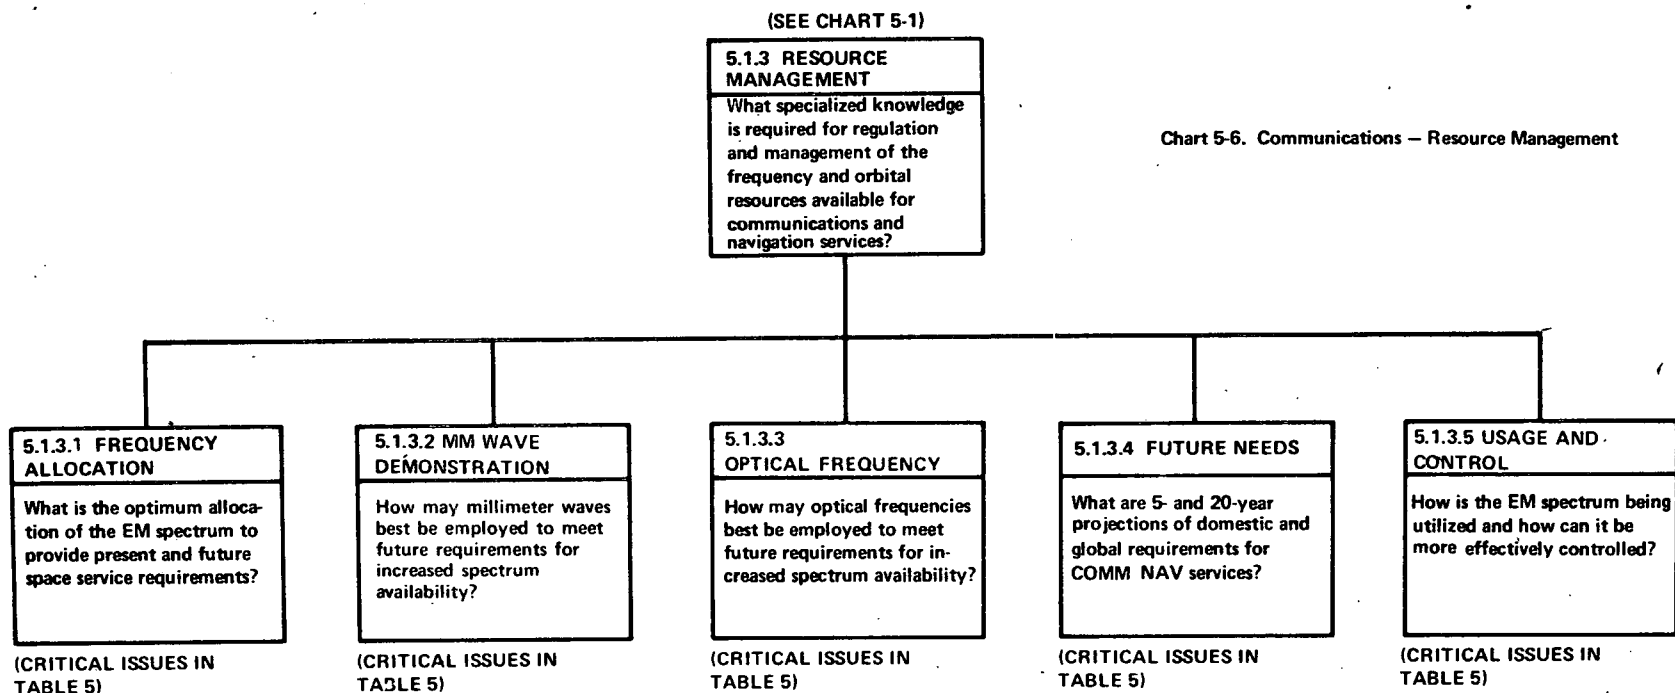 (SEE CHART 5-1)
5.1.3 RESOURCE
MANAGEMENT
What specialized knowledge
is required for regulation
and management of the
frequency and orbital
resources available for
communications and
navigation services?
Chart 5-6. Communications — Resource Management
5.1.3.1 FREQUENCY
ALLOCATION
What is the optimum alloca-
tion of the EM spectrum to
provide present and future
space service requirements?
(CRITICAL ISSUES IN
TABLE 5)
5.1.3.2 MM WAVE
DEMONSTRATION
How may millimeter waves
best be employed to meet
future requirements for
increased spectrum
availability?
(CRITICAL ISSUES IN
TABLE 5)
5.1.3.3
OPTICAL FREQUENCY
How may optical frequencies
best be employed to meet
future requirements for in-
creased spectrum availability?
(CRITICAL ISSUES IN
TABLE 5)
5.1.3.4 FUTURE NEEDS
What are 5- and 20-year
projections of domestic and
global requirements for
COMM NAV services?
(CRITICAL ISSUES IN
TABLE 5)
5.1.3.5 USAGE AND
CONTROL
How is the EM spectrum being
utilized and how can it be
more effectively controlled?
(CRITICAL ISSUES IN
TABLE 5)